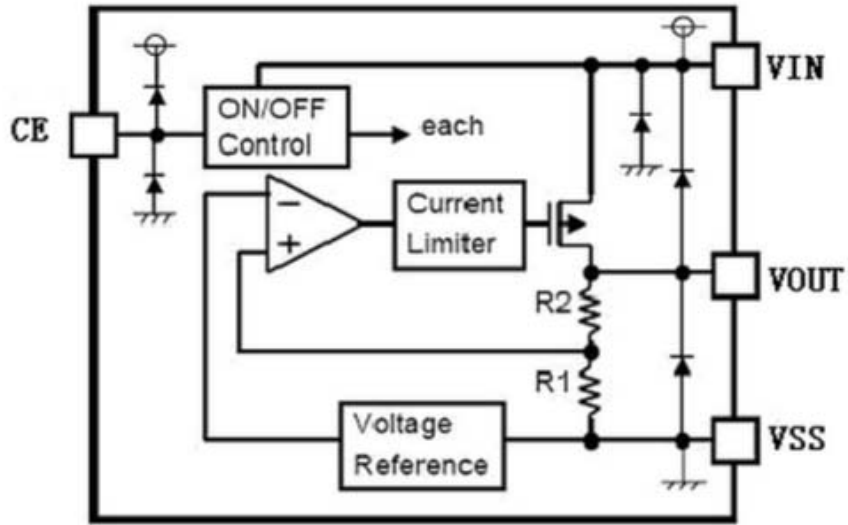 VIN
CE
ON/OFF
Control
each
−
+
Current
Limiter
VOUT
R2
R1
Voltage
Reference
VSS